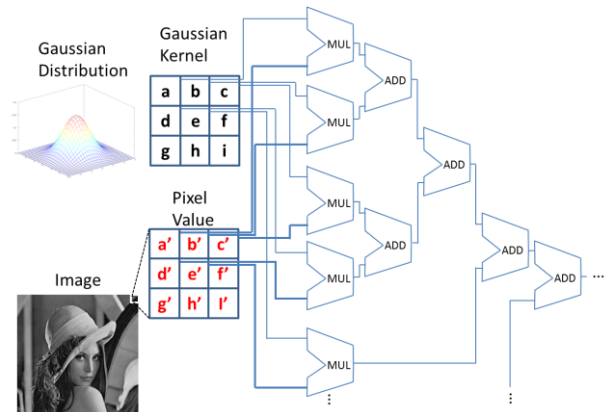 Gaussian
Distribution
Gaussian
Kernel
a b c
d e f
g h i
Pixel
Value
a’ b’ c’
d’ e’ f’
g’ h’ I’
Image
MUL
MUL
MUL
MUL
MUL
ADD
ADD
ADD
ADD
ADD
...
...
...